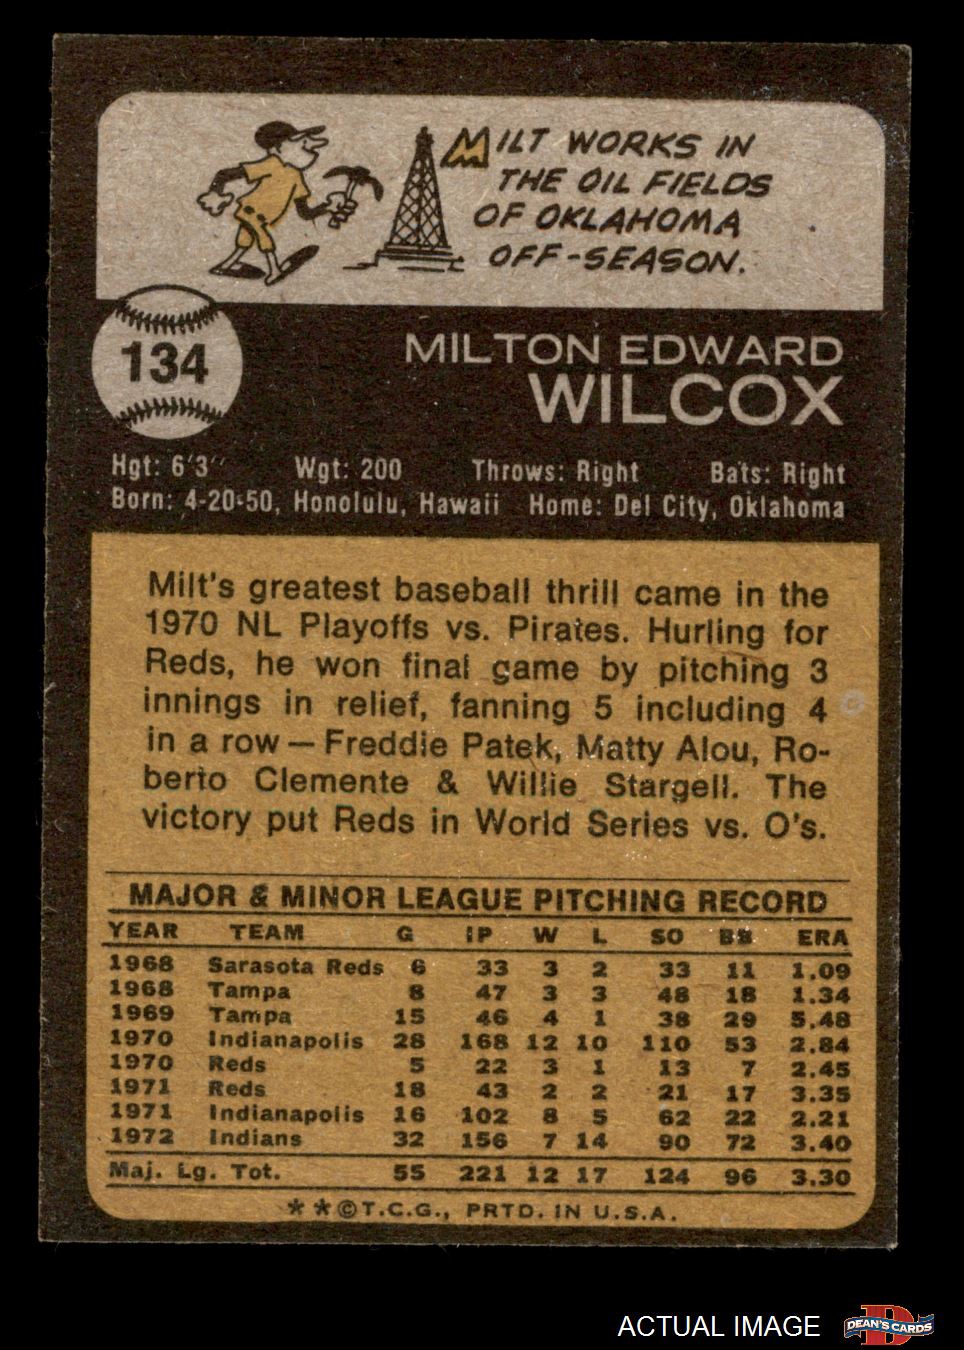 MILT WORKS IN
THE OIL FIELDS
OF OKLAHOMA
OFF-SEASON.
134
MILTON EDWARD
WILCOX
Hgt: 6'3" Wgt: 200 Throws: Right Bats: Right
Born: 4-20-50, Honolulu, Hawaii Home: Del City, Oklahoma
Milt's greatest baseball thrill came in the
1970 NL Playoffs vs. Pirates. Hurling for
Reds, he won final game by pitching 3
innings in relief, fanning 5 including 4
in a row — Freddie Patek, Matty Alou, Ro-
berto Clemente & Willie Stargell. The
victory put Reds in World Series vs. O's.
MAJOR & MINOR LEAGUE PITCHING RECORD
YEAR TEAM G IP W L SO BB ERA
1968 Sarasota Reds 6 33 3 2 33 11 1.09
1968 Tampa 8 47 3 3 48 18 1.34
1969 Tampa 15 46 4 1 38 29 5.48
1970 Indianapolis 28 168 12 10 110 53 2.84
1970 Reds 5 22 3 1 13 7 2.45
1971 Reds 18 43 2 2 21 17 3.35
1971 Indianapolis 16 102 8 5 62 22 2.21
1972 Indians 32 156 7 14 90 72 3.40
Maj. Lg. Tot. 55 221 12 17 124 96 3.30
**©T.C.G., PRTD. IN U.S.A.
ACTUAL IMAGE
DEAN'S CARDS